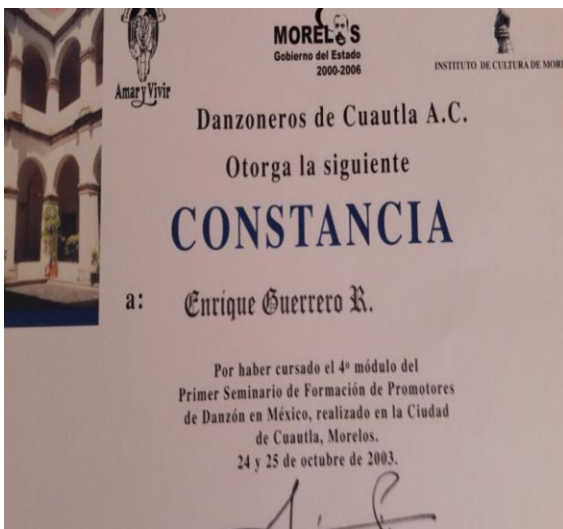 Amar y Vivir
MORELOS
Gobierno del Estado
2000-2006
INSTITUTO DE CULTURA DE MOR
Danzoneros de Cuautla A.C.
Otorga la siguiente
CONSTANCIA
a: Enrique Guerrero R.
Por haber cursado el 4º módulo del
Primer Seminario de Formación de Promotores
de Danzón en México, realizado en la Ciudad
de Cuautla, Morelos.
24 y 25 de octubre de 2003.